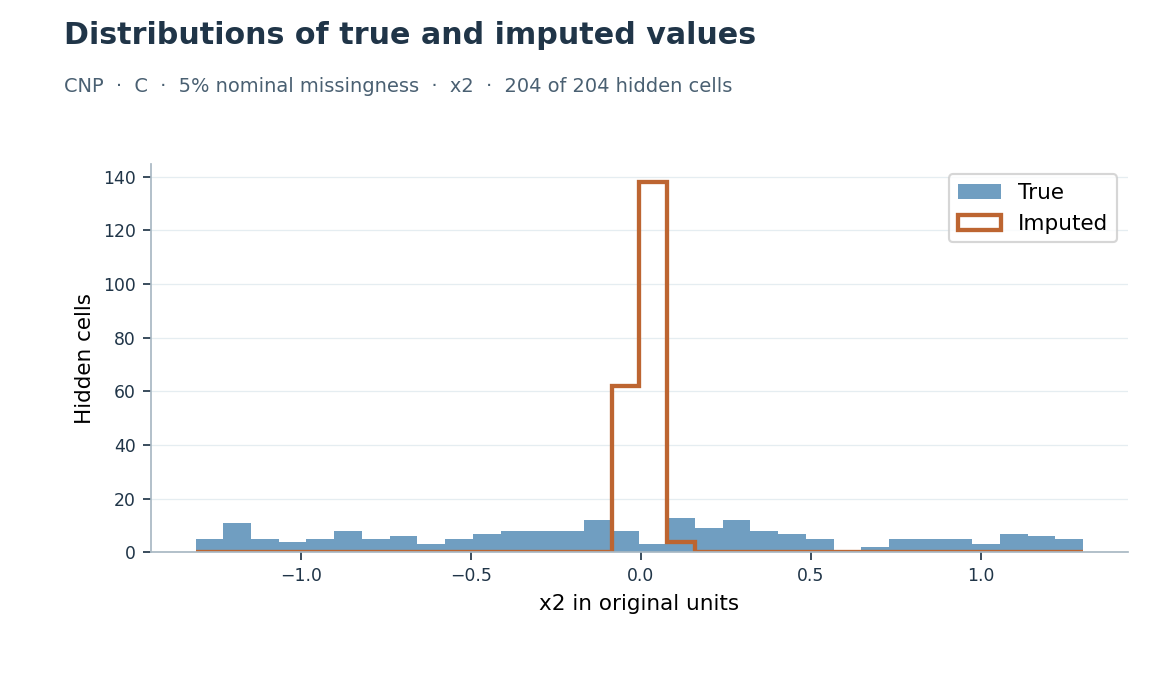 Distributions of true and imputed values
CNP · C · 5% nominal missingness · x2 · 204 of 204 hidden cells
140
120
100
80
60
40
20
0
Hidden cells
True
Imputed
−1.0
−0.5
0.0
0.5
1.0
x2 in original units